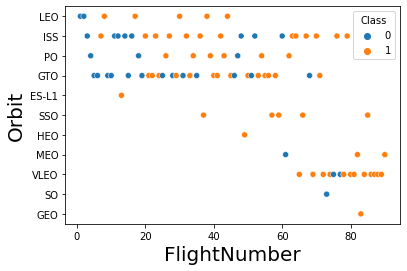 LEO
ISS
PO
GTO
ES-L1
SSO
HEO
MEO
VLEO
SO
GEO
Orbit
0
20
40
60
80
FlightNumber
Class
0
1